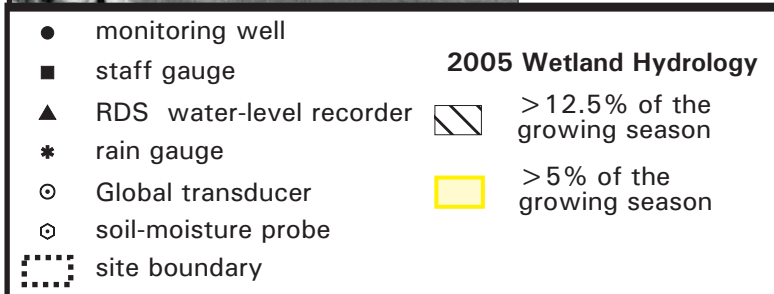 monitoring well
staff gauge
RDS water-level recorder
rain gauge
Global transducer
soil-moisture probe
site boundary
2005 Wetland Hydrology
>12.5% of the
growing season
>5% of the
growing season